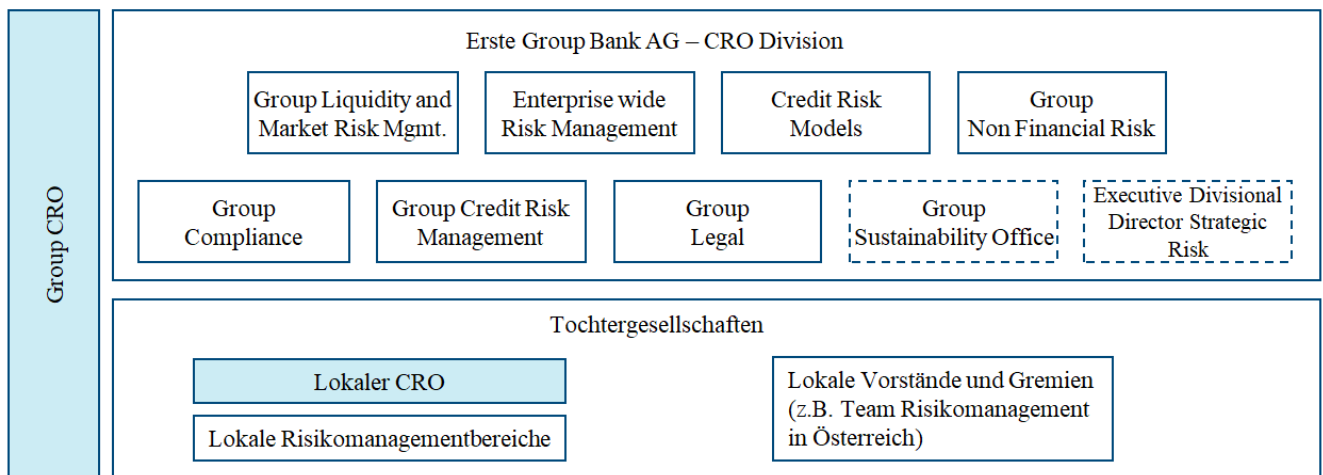 Group CRO
Erste Group Bank AG – CRO Division
Group Liquidity and
Market Risk Mgmt.
Enterprise wide
Risk Management
Credit Risk
Models
Group
Non Financial Risk
Group
Compliance
Group Credit Risk
Management
Group
Legal
Group
Sustainability Office
Executive Divisional
Director Strategic
Risk
Tochtergesellschaften
Lokaler CRO
Lokale Risikomanagementbereiche
Lokale Vorstände und Gremien
(z.B. Team Risikomanagement
in Österreich)